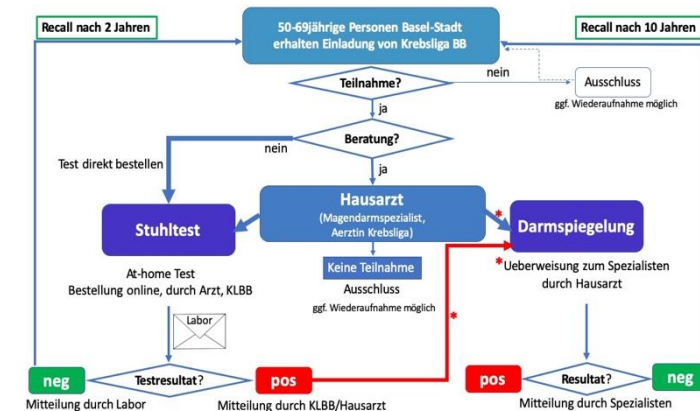 Recall nach 2 Jahren
50-69jährige Personen Basel-Stadt
erhalten Einladung von Krebsliga BB
Recall nach 10 Jahren
Teilnahme?
nein
Ausschluss
ggf. Wiederaufnahme möglich
ja
Beratung?
nein
Test direkt bestellen
ja
Hausarzt
(Magendarmspezialist,
Aerztin Krebsliga)
*
Stuhltest
Darmspiegelung
At-home Test
Bestellung online, durch Arzt, KLBB
Keine Teilnahme
Ausschluss
ggf. Wiederaufnahme möglich
*
Ueberweisung zum Spezialisten
durch Hausarzt
*
Labor
neg
Testresultat?
pos
pos
Resultat?
neg
Mitteilung durch Labor
Mitteilung durch KLBB/Hausarzt
Mitteilung durch Spezialisten